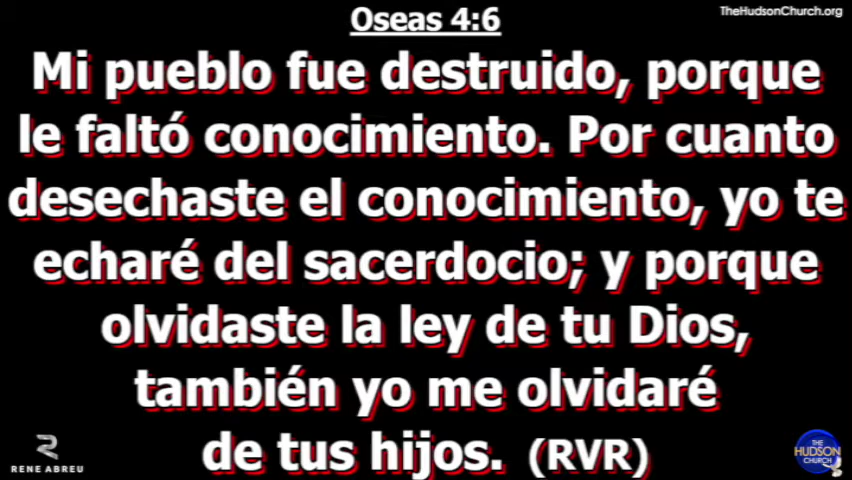 Oseas 4:6
TheHudsonChurch.org
Mi pueblo fue destruido, porque
le faltó conocimiento. Por cuanto
desechaste el conocimiento, yo te
echaré del sacerdocio; y porque
olvidaste la ley de tu Dios,
también yo me olvidaré
de tus hijos. (RVR)
RENE ABREU
THE
HUDSON
CHURCH